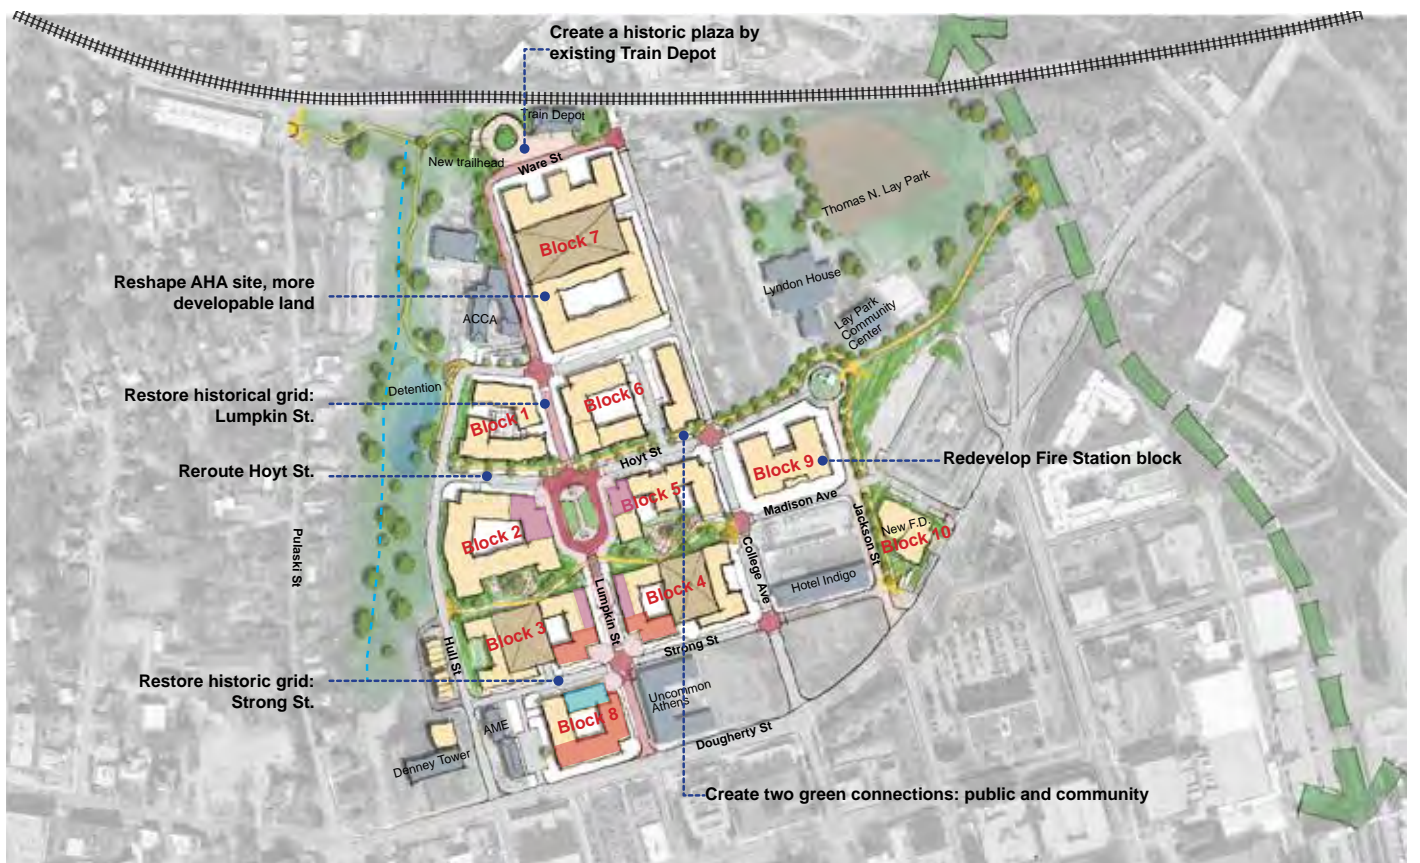 Create a historic plaza by
existing Train Depot
Train Depot
New trailhead
Ware St
Thomas N. Lay Park
Block 7
Reshape AHA site, more
developable land
Lyndon House
ACCA
Lay Park
Community
Center
Detention
Restore historical grid:
Lumpkin St.
Block 6
Block 1
Hoyt St
Reroute Hoyt St.
Block 9
Redevelop Fire Station block
Block 5
Madison Ave
Block 2
Jackson St
New F.D.
Block 10
Pulaski St
College Ave
Hotel Indigo
Block 4
Lumpkin St.
Block 3
Hull St
Strong St
Restore historic grid:
Strong St.
Uncommon
Athens
Block 8
AME
Dougherty St
Denney Tower
Create two green connections: public and community